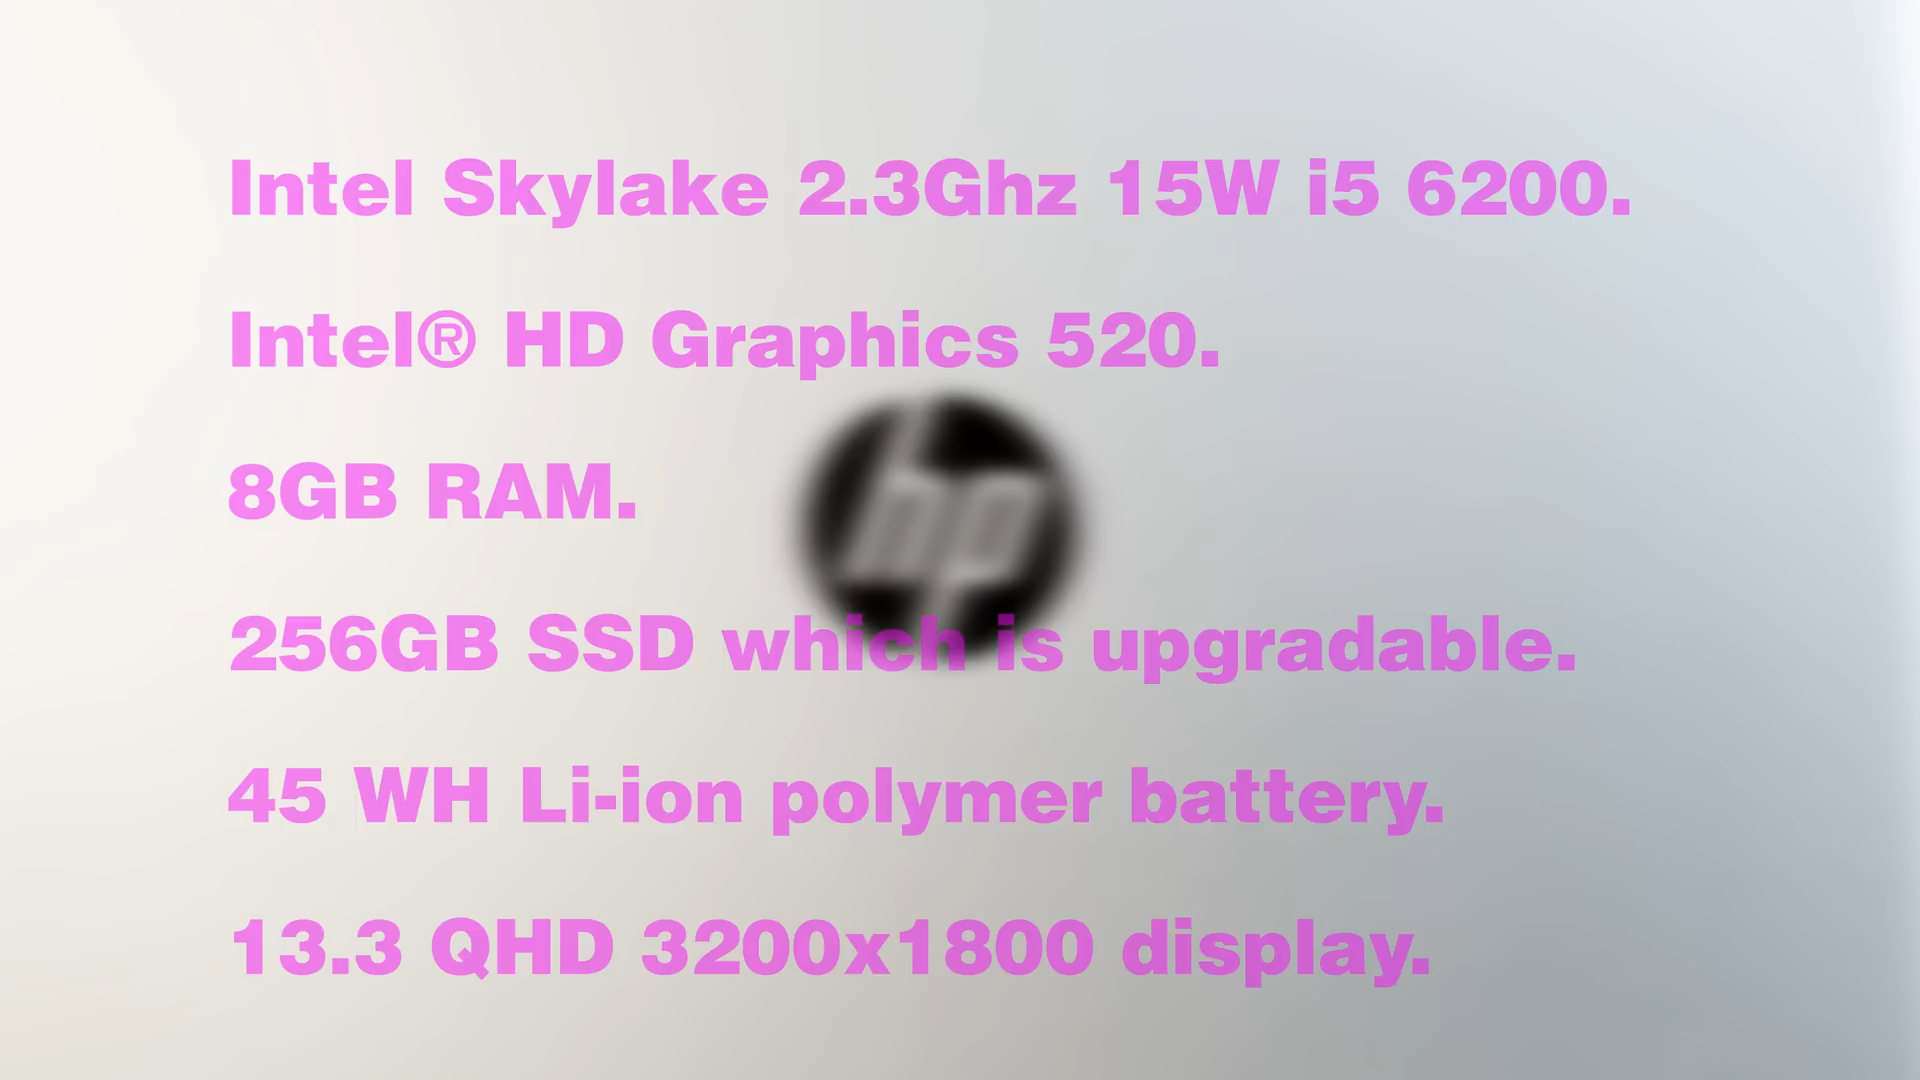 Intel Skylake 2.3Ghz 15W i5 6200.
Intel® HD Graphics 520.
8GB RAM.
hp
256GB SSD which is upgradable.
45 WH Li-ion polymer battery.
13.3 QHD 3200x1800 display.